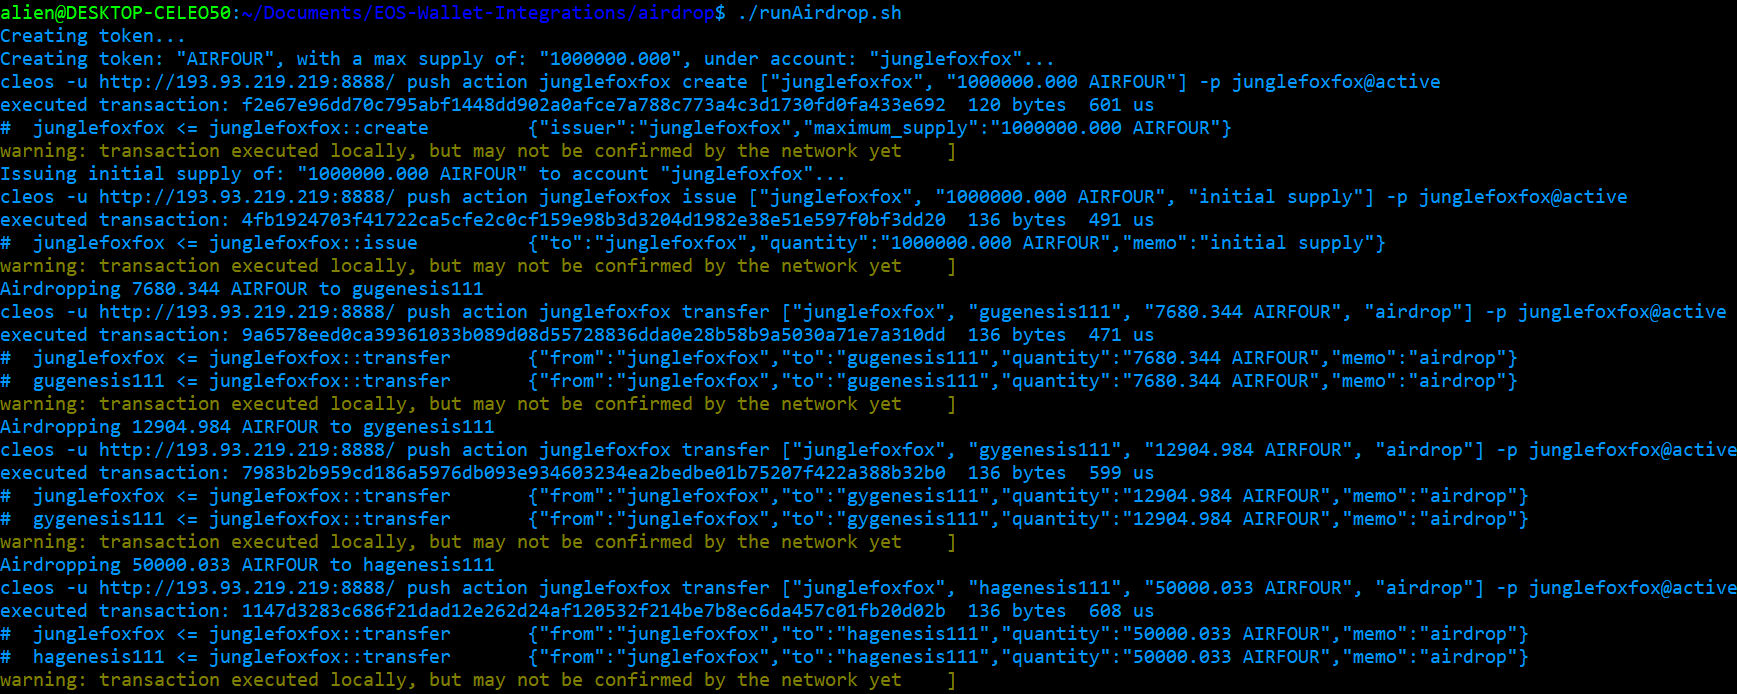 alien@DESKTOP-CELEO50:~/Documents/EOS-Wallet-Integrations/airdrop$ ./runAirdrop.sh
Creating token...
Creating token: "AIRFOUR", with a max supply of: "1000000.000", under account: "junglefoxfox"...
cleos -u http://193.93.219.219:8888/ push action junglefoxfox create ["junglefoxfox", "1000000.000 AIRFOUR"] -p junglefoxfox@active
executed transaction: f2e67e96dd70c795abf1448dd902a0afce7a788c773a4c3d1730fd0fa433e692  120 bytes  601 us
#  junglefoxfox <= junglefoxfox::create         {"issuer":"junglefoxfox","maximum_supply":"1000000.000 AIRFOUR"}
warning: transaction executed locally, but may not be confirmed by the network yet    ]
Issuing initial supply of: "1000000.000 AIRFOUR" to account "junglefoxfox"...
cleos -u http://193.93.219.219:8888/ push action junglefoxfox issue ["junglefoxfox", "1000000.000 AIRFOUR", "initial supply"] -p junglefoxfox@active
executed transaction: 4fb1924703f41722ca5cfe2c0cf159e98b3d3204d1982e38e51e597f0bf3dd20  136 bytes  491 us
#  junglefoxfox <= junglefoxfox::issue          {"to":"junglefoxfox","quantity":"1000000.000 AIRFOUR","memo":"initial supply"}
warning: transaction executed locally, but may not be confirmed by the network yet    ]
Airdropping 7680.344 AIRFOUR to gugenesis111
cleos -u http://193.93.219.219:8888/ push action junglefoxfox transfer ["junglefoxfox", "gugenesis111", "7680.344 AIRFOUR", "airdrop"] -p junglefoxfox@active
executed transaction: 9a6578eed0ca39361033b089d08d55728836dda0e28b58b9a5030a71e7a310dd  136 bytes  471 us
#  junglefoxfox <= junglefoxfox::transfer       {"from":"junglefoxfox","to":"gugenesis111","quantity":"7680.344 AIRFOUR","memo":"airdrop"}
#  gugenesis111 <= junglefoxfox::transfer       {"from":"junglefoxfox","to":"gugenesis111","quantity":"7680.344 AIRFOUR","memo":"airdrop"}
warning: transaction executed locally, but may not be confirmed by the network yet    ]
Airdropping 12904.984 AIRFOUR to gygenesis111
cleos -u http://193.93.219.219:8888/ push action junglefoxfox transfer ["junglefoxfox", "gygenesis111", "12904.984 AIRFOUR", "airdrop"] -p junglefoxfox@active
executed transaction: 7983b2b959cd186a5976db093e934603234ea2bedbe01b75207f422a388b32b0  136 bytes  599 us
#  junglefoxfox <= junglefoxfox::transfer       {"from":"junglefoxfox","to":"gygenesis111","quantity":"12904.984 AIRFOUR","memo":"airdrop"}
#  gygenesis111 <= junglefoxfox::transfer       {"from":"junglefoxfox","to":"gygenesis111","quantity":"12904.984 AIRFOUR","memo":"airdrop"}
warning: transaction executed locally, but may not be confirmed by the network yet    ]
Airdropping 50000.033 AIRFOUR to hagenesis111
cleos -u http://193.93.219.219:8888/ push action junglefoxfox transfer ["junglefoxfox", "hagenesis111", "50000.033 AIRFOUR", "airdrop"] -p junglefoxfox@active
executed transaction: 1147d3283c686f21dad12e262d24af120532f214be7b8ec6da457c01fb20d02b  136 bytes  608 us
#  junglefoxfox <= junglefoxfox::transfer       {"from":"junglefoxfox","to":"hagenesis111","quantity":"50000.033 AIRFOUR","memo":"airdrop"}
#  hagenesis111 <= junglefoxfox::transfer       {"from":"junglefoxfox","to":"hagenesis111","quantity":"50000.033 AIRFOUR","memo":"airdrop"}
warning: transaction executed locally, but may not be confirmed by the network yet    ]